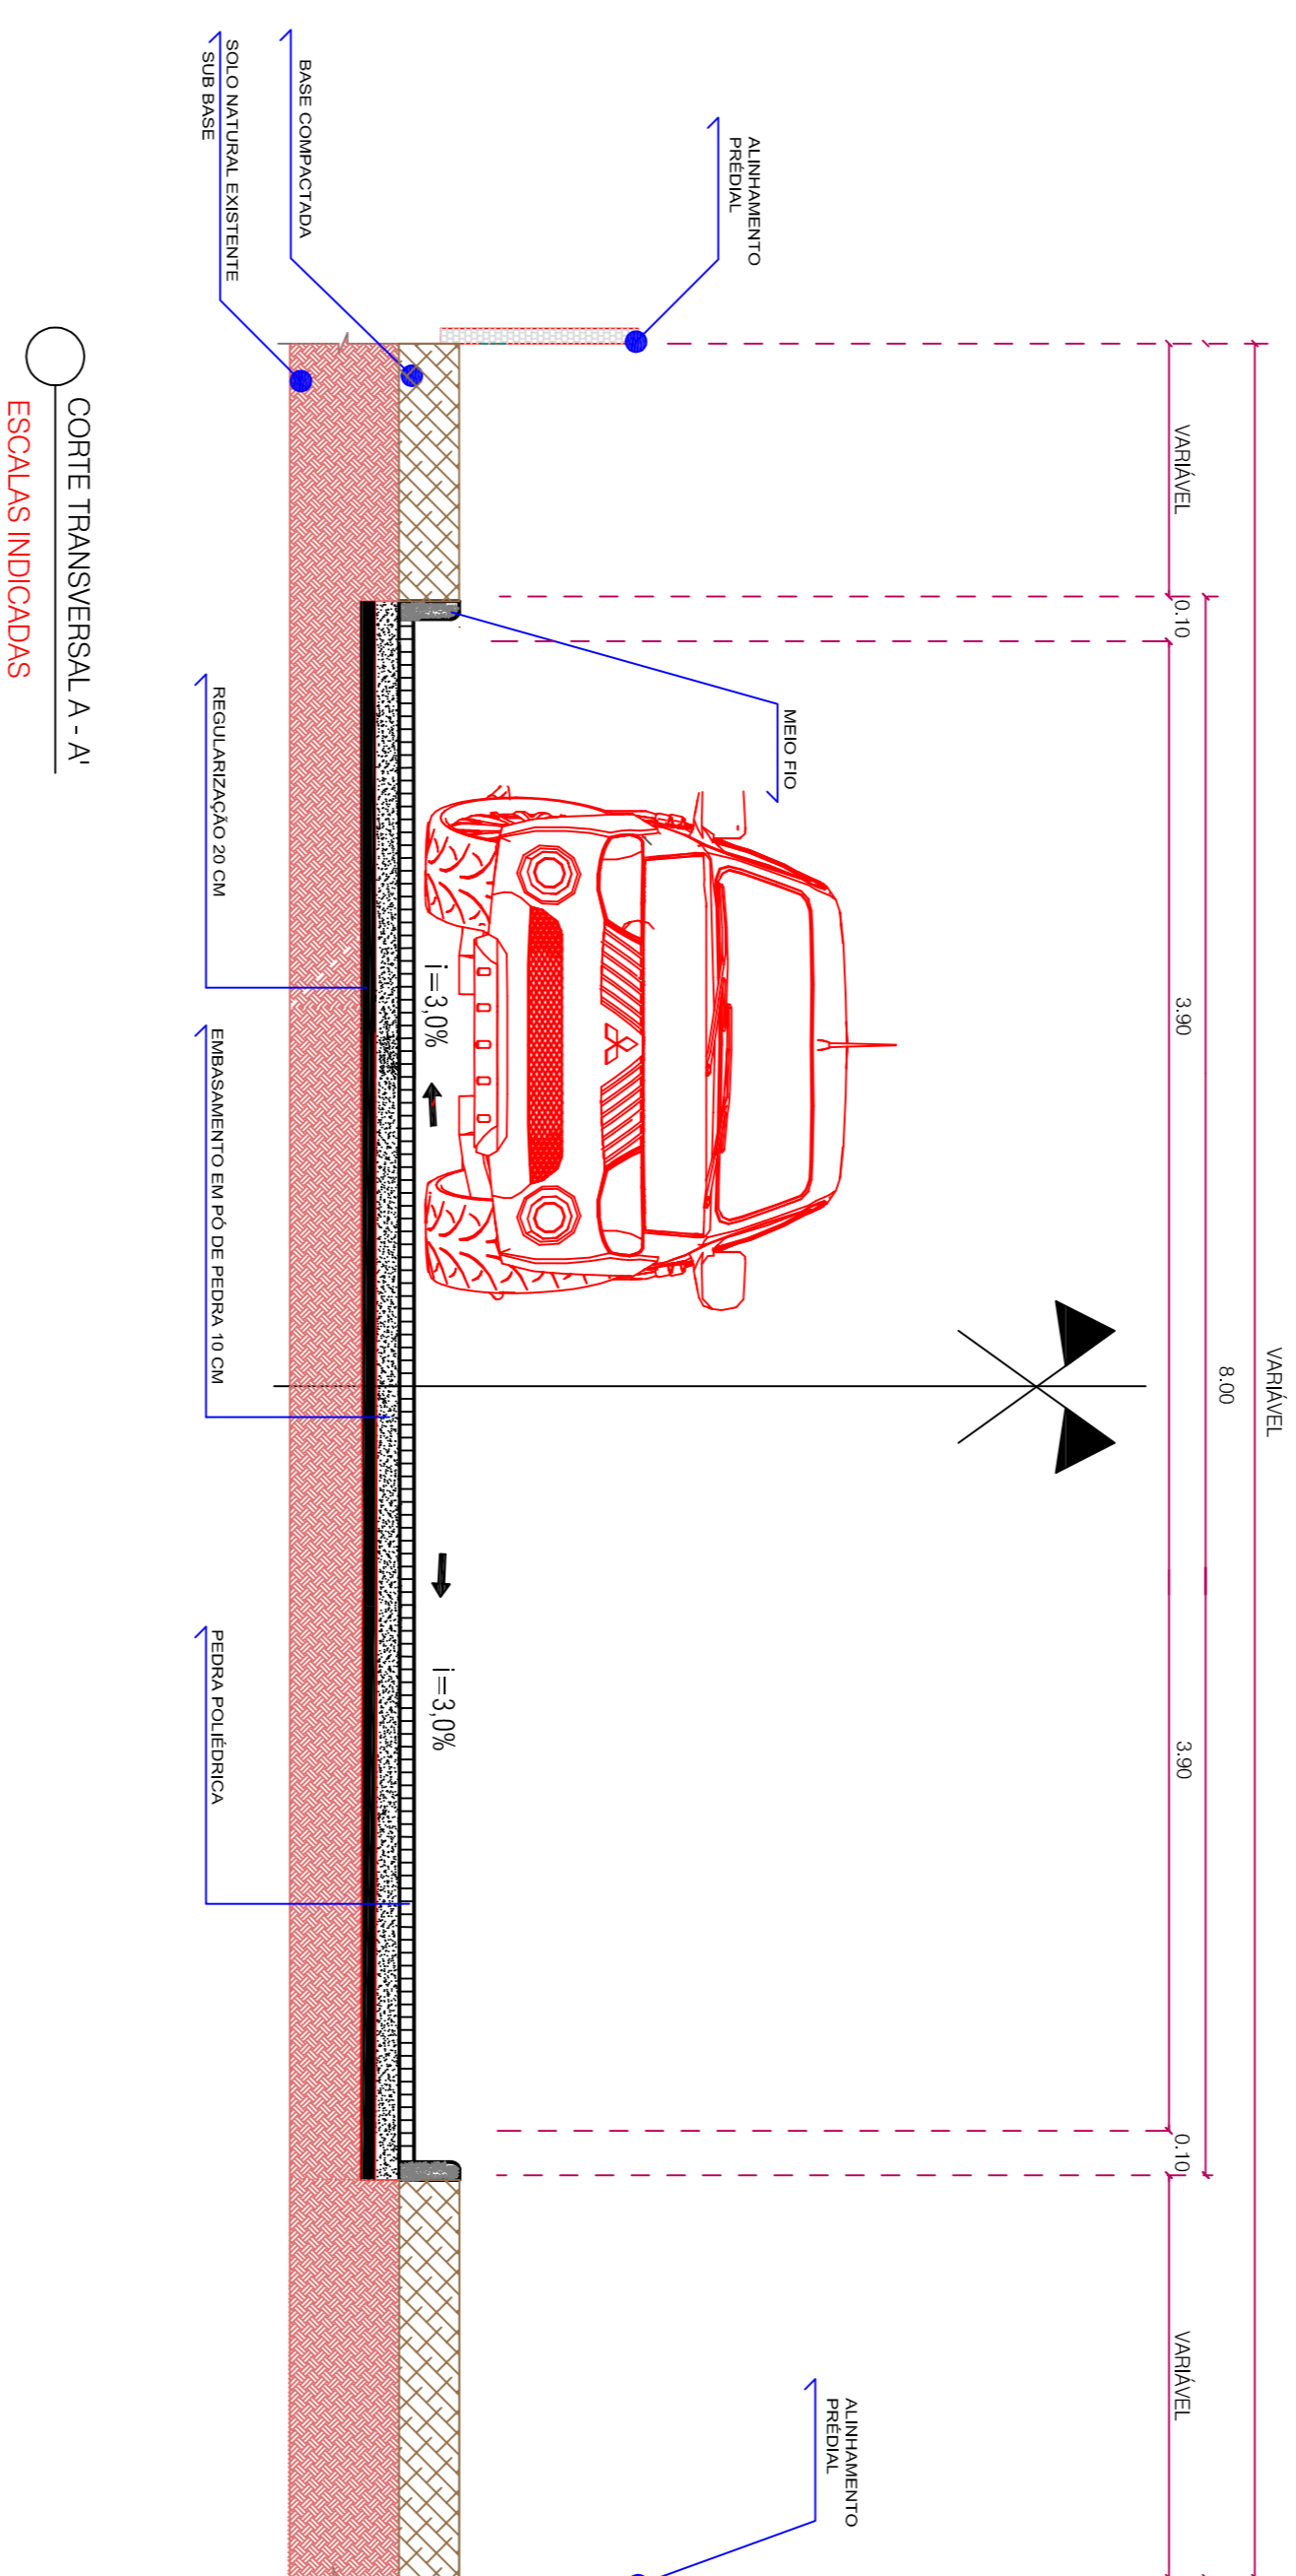 VARIÁVEL
8.00
VARIÁVEL
0.10
3.90
3.90
0.10
VARIÁVEL
ALINHAMENTO
PRÉDIAL
MEIO FIO
ALINHAMENTO
PRÉDIAL
i=3,0%
i=3,0%
BASE COMPACTADA
SOLO NATURAL EXISTENTE
SUB BASE
REGULARIZAÇÃO 20 CM
EMBASAMENTO EM PÓ DE PEDRA 10 CM
PEDRA POLIÉDRICA
CORTE TRANSVERSAL A - A'
ESCALAS INDICADAS